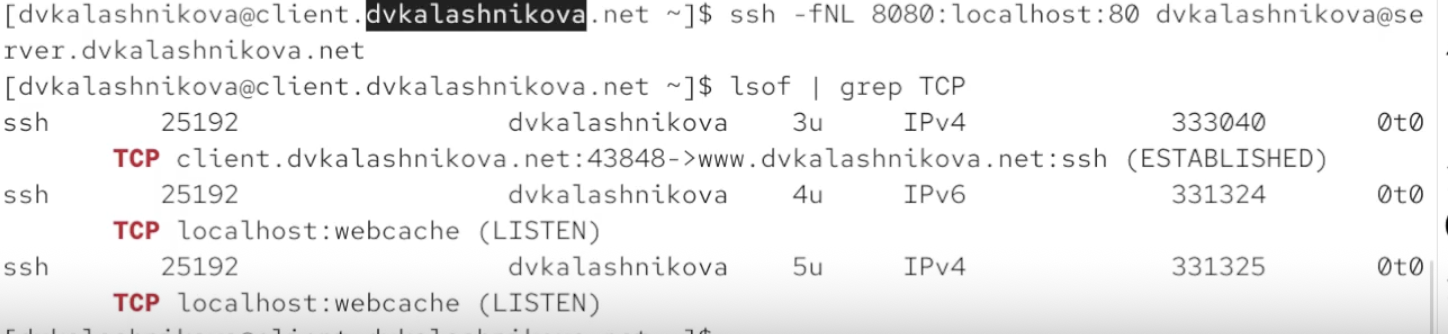 [dvkalashnikova@client.dvkalashnikova.net ~]$ ssh -fNL 8080:localhost:80 dvkalashnikova@se
rver.dvkalashnikova.net
[dvkalashnikova@client.dvkalashnikova.net ~]$ lsof | grep TCP
ssh 25192 dvkalashnikova 3u IPv4 333040 0t0
TCP client.dvkalashnikova.net:43848->www.dvkalashnikova.net:ssh (ESTABLISHED)
ssh 25192 dvkalashnikova 4u IPv6 331324 0t0
TCP localhost:webcache (LISTEN)
ssh 25192 dvkalashnikova 5u IPv4 331325 0t0
TCP localhost:webcache (LISTEN)